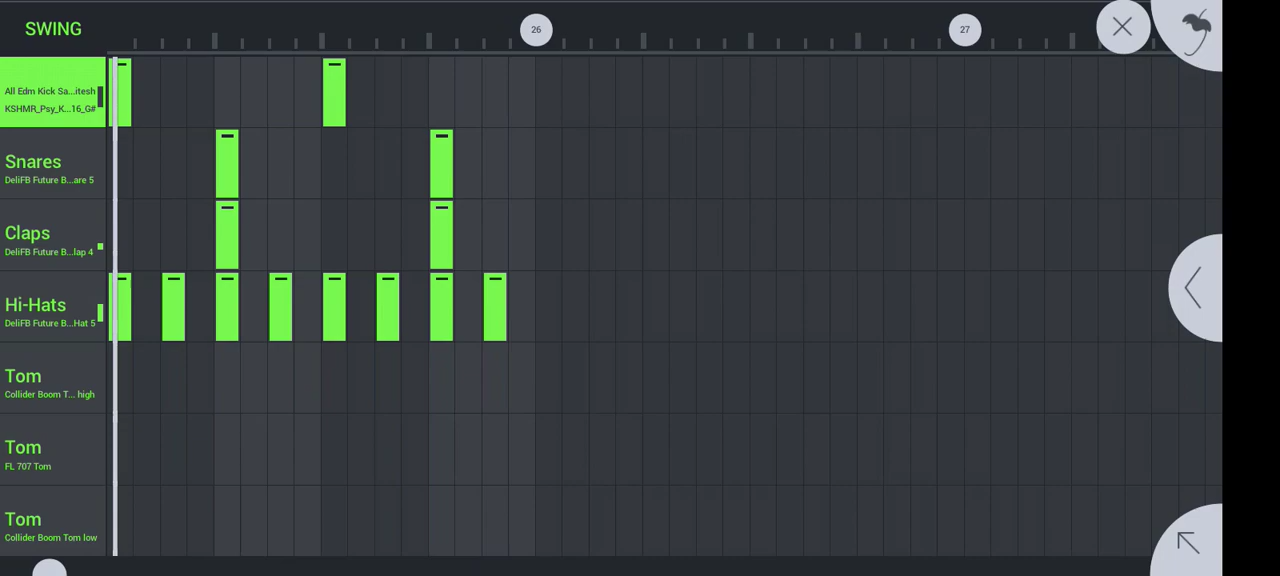 SWING
26
27
All Edm Kick Sa...itesh
KSHMR_Psy_K...16_G#
Snares
DeliFB Future B...are 5
Claps
DeliFB Future B...lap 4
Hi-Hats
DeliFB Future B...Hat 5
Tom
Collider Boom T... high
Tom
FL 707 Tom
Tom
Collider Boom Tom low